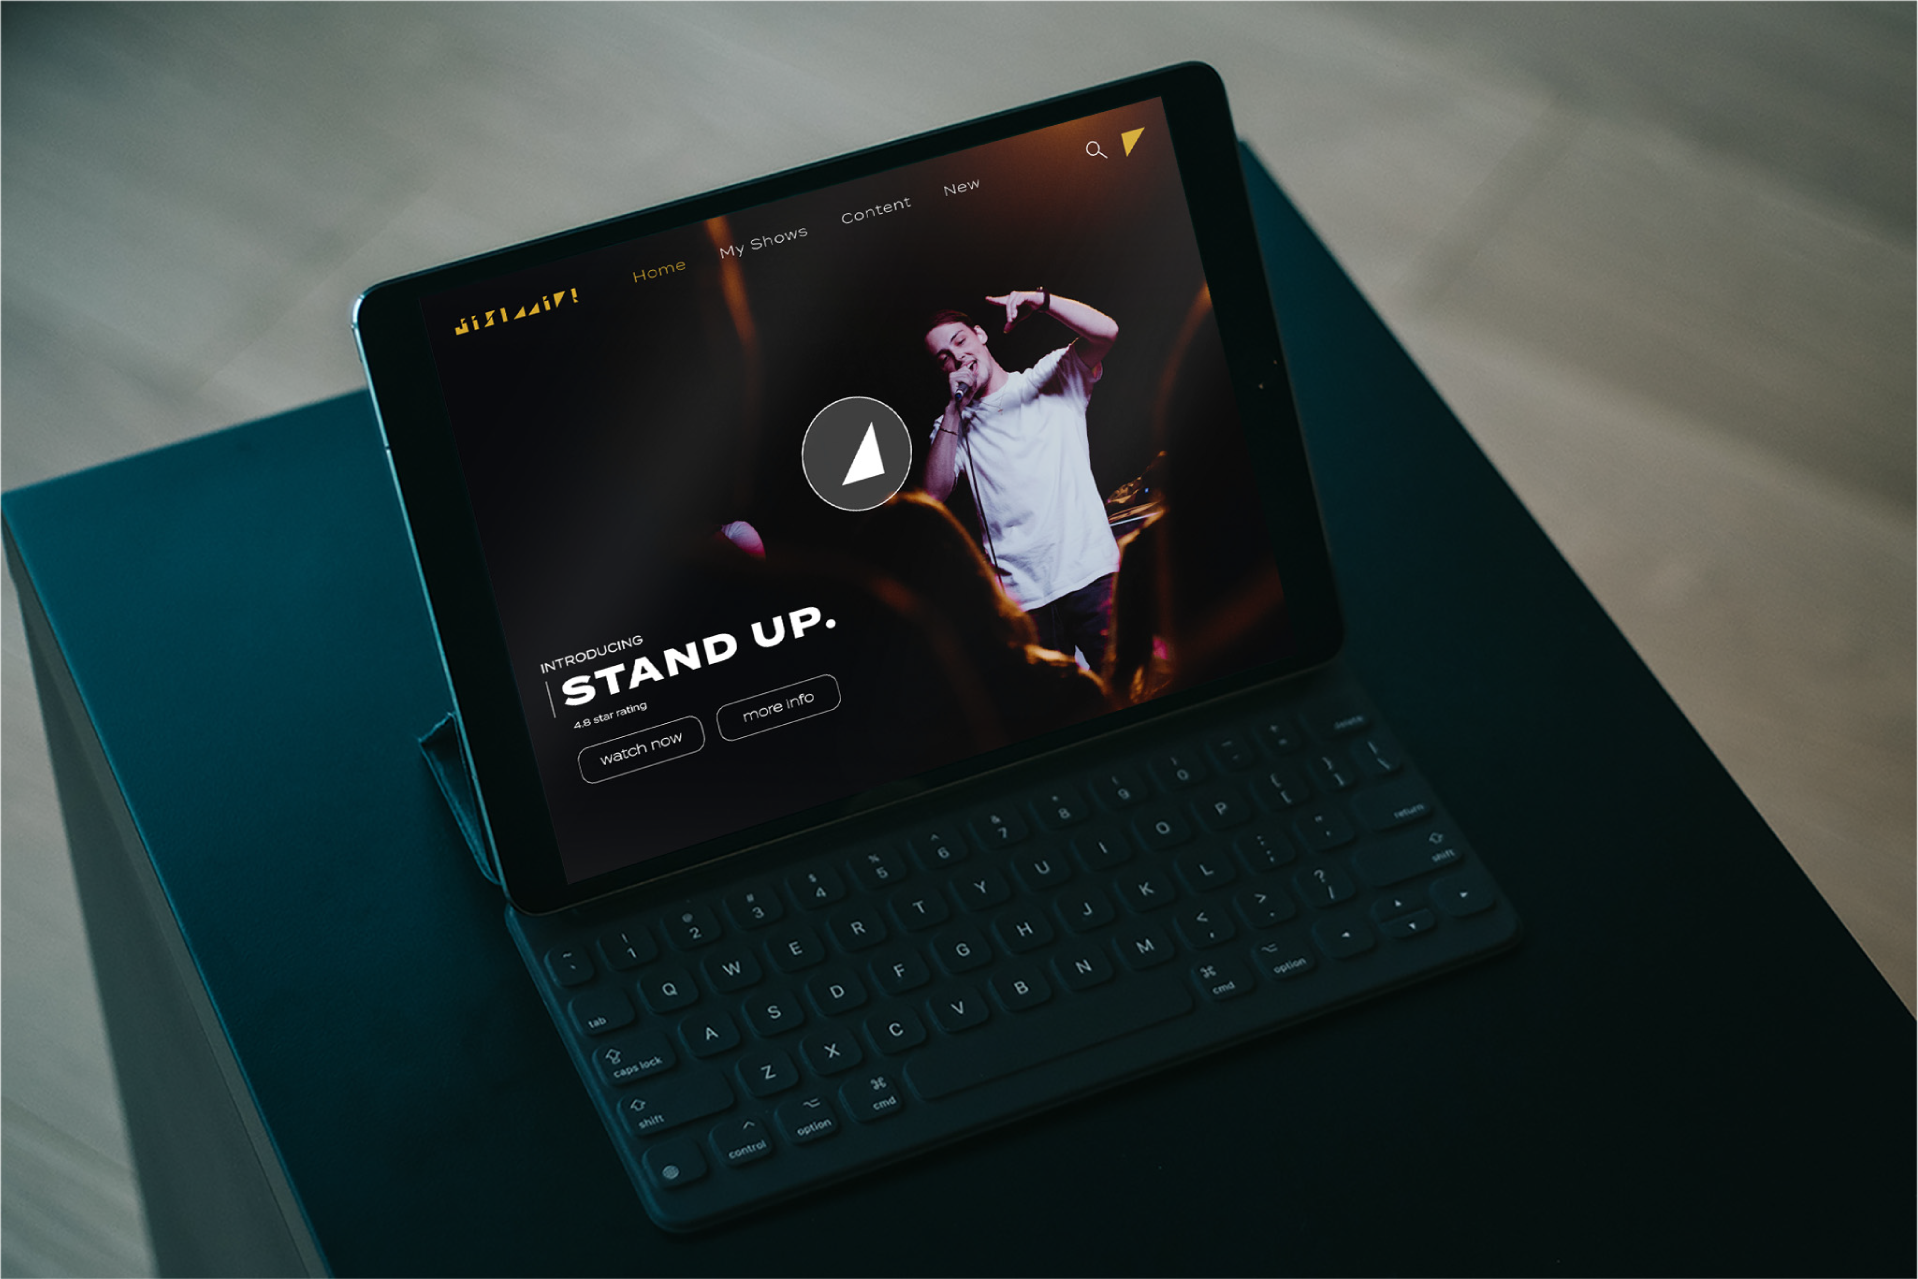 Home
My Shows
Content
New
INTRODUCING
STAND UP.
4.8 star rating
watch now
more info
delete
~ ! @ # $ % ^ & * ( ) _ +
` 1 2 3 4 5 6 7 8 9 0 - =
tab Q W E R T Y U I O P { [ } ] | \
caps lock A S D F G H J K L : ; " ' return
shift Z X C V B N M < , > . ? / shift
control option cmd cmd option